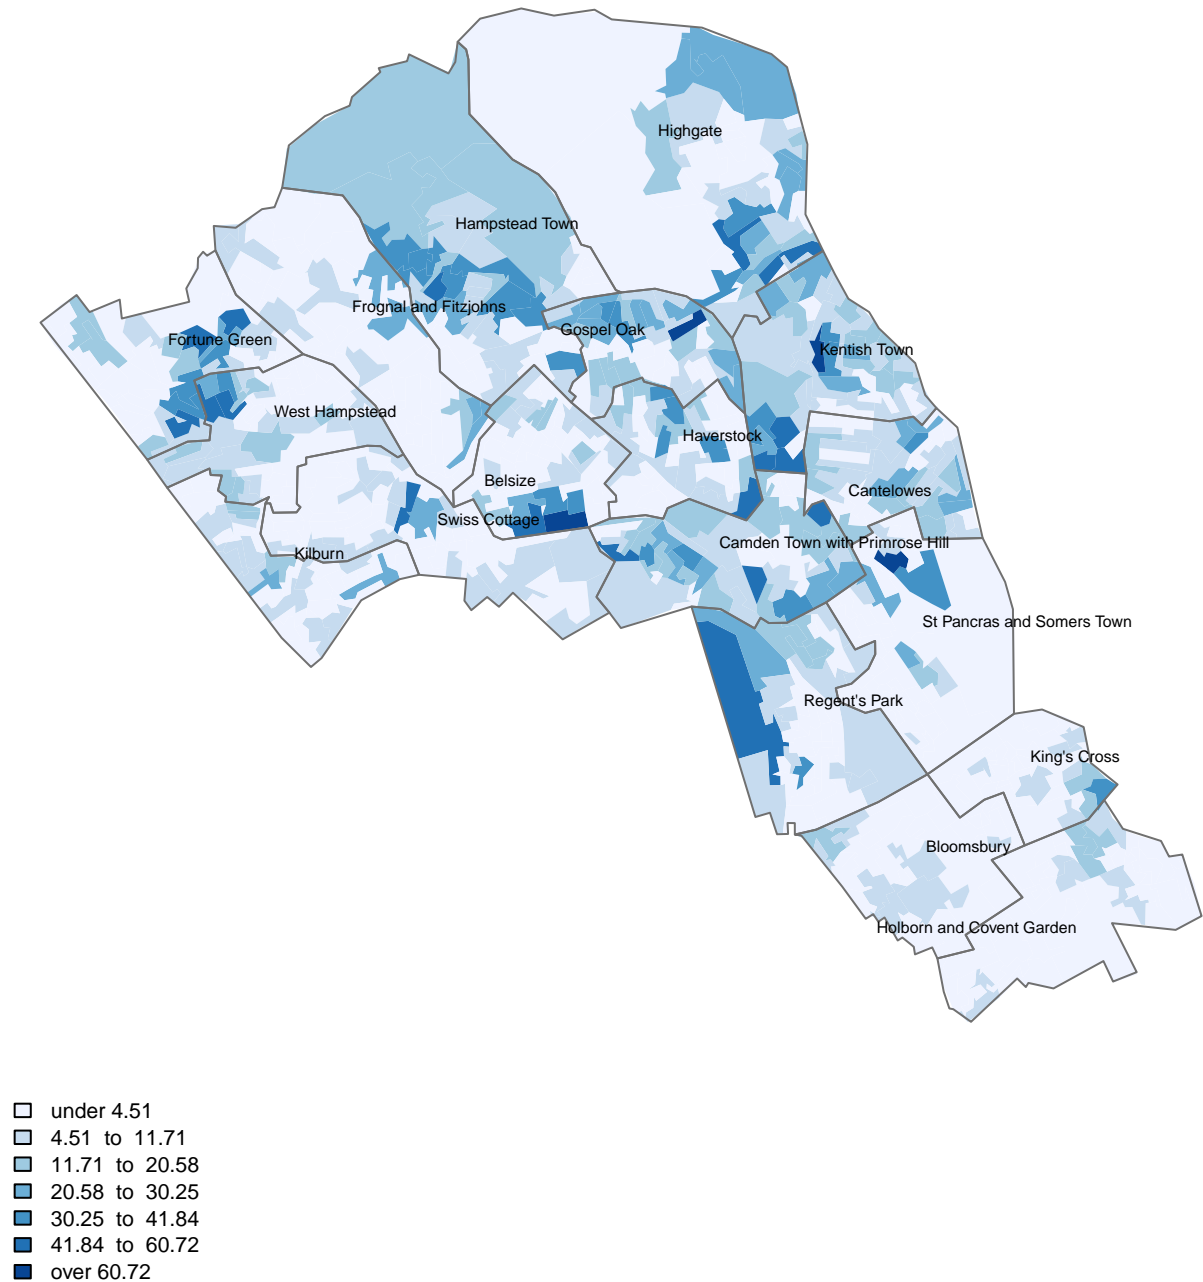 Highgate
Hampstead Town
Frognal and Fitzjohns
Gospel Oak
Fortune Green
Kentish Town
West Hampstead
Haverstock
Belsize
Cantelowes
Swiss Cottage
Camden Town with Primrose Hill
Kilburn
St Pancras and Somers Town
Regent's Park
King's Cross
Bloomsbury
Holborn and Covent Garden
under 4.51
4.51 to 11.71
11.71 to 20.58
20.58 to 30.25
30.25 to 41.84
41.84 to 60.72
over 60.72